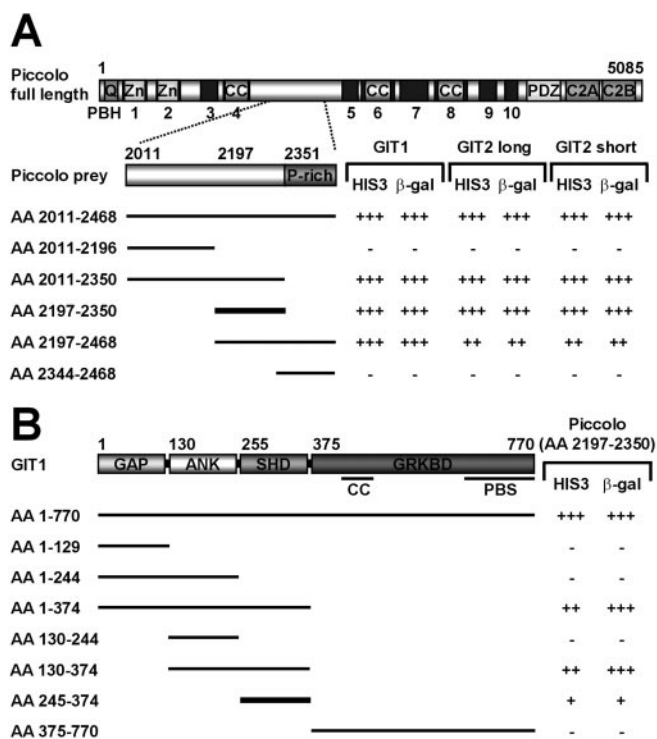 A
1 5085
Piccolo full length
Q Zn Zn CC CC CC PDZ C2A C2B
PBH 1 2 3 4 5 6 7 8 9 10
2011 2197 2351
GIT1 GIT2 long GIT2 short
Piccolo prey P-rich HIS3 β-gal HIS3 β-gal HIS3 β-gal
AA 2011-2468 +++ +++ +++ +++ +++ +++
AA 2011-2196 - - - - - -
AA 2011-2350 +++ +++ +++ +++ +++ +++
AA 2197-2350 +++ +++ +++ +++ +++ +++
AA 2197-2468 +++ +++ ++ ++ ++ ++
AA 2344-2468 - - - - - -
B
1 130 255 375 770
Piccolo
(AA 2197-2350)
GIT1 GAP ANK SHD GRKBD
CC PBS
HIS3 β-gal
AA 1-770 +++ +++
AA 1-129 - -
AA 1-244 - -
AA 1-374 ++ +++
AA 130-244 - -
AA 130-374 ++ +++
AA 245-374 + +
AA 375-770 - -